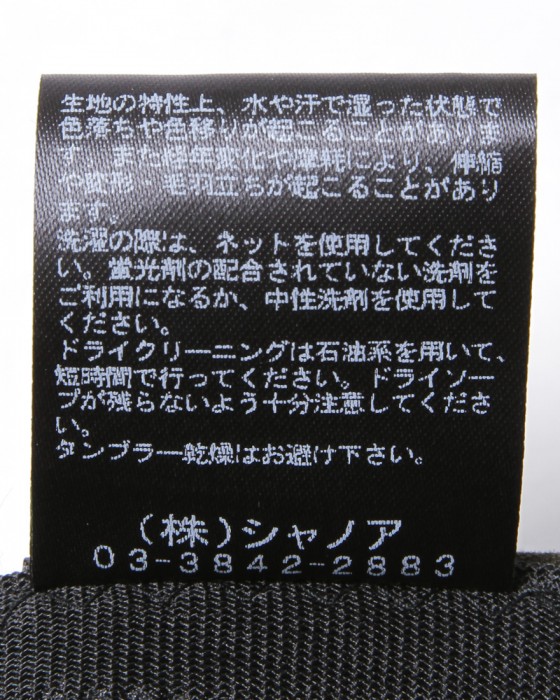 生地の特性上、水や汗で湿った状態で
色落ちや色移りが起こることがありま
す。また経年変化や摩耗により、伸縮
や変形・毛羽立ちが起こることがあり
ます。
洗濯の際は、ネットを使用してくださ
い。蛍光剤の配合されていない洗剤を
ご利用になるか、中性洗剤を使用して
ください。
ドライクリーニングは石油系を用いて、
短時間で行ってください。ドライソー
プが残らないよう十分注意してくださ
い。
タンブラー乾燥はお避け下さい。
(株)シャノア
03-3842-2883